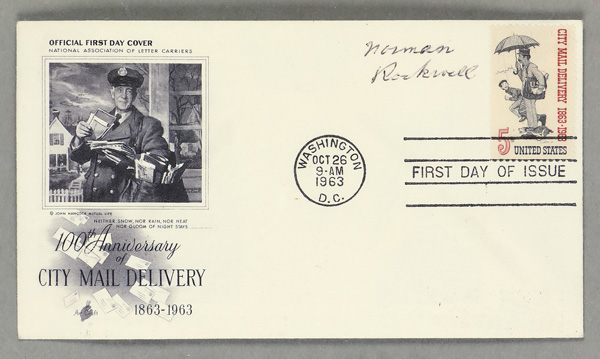 OFFICIAL FIRST DAY COVER
NATIONAL ASSOCIATION OF LETTER CARRIERS
© JOHN HANCOCK MUTUAL LIFE
NEITHER SNOW, NOR RAIN, NOR HEAT
NOR GLOOM OF NIGHT STAYS
100th Anniversary
of
CITY MAIL DELIVERY
1863-1963
Norman
Rockwell
WASHINGTON
OCT 26
9-AM
1963
D.C.
CITY MAIL DELIVERY 1863-1963
5¢
UNITED STATES
FIRST DAY OF ISSUE